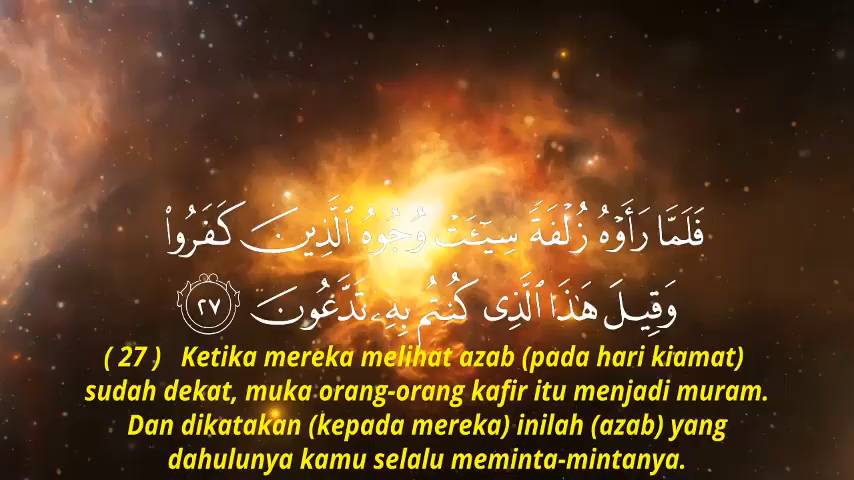 فَلَمَّا رَأَوْهُ زُلْفَةً سِيٓـَٔتْ وُجُوهُ ٱلَّذِينَ كَفَرُوا۟
وَقِيلَ هَٰذَا ٱلَّذِى كُنتُم بِهِۦ تَدَّعُونَ ٢٧
( 27 ) Ketika mereka melihat azab (pada hari kiamat)
sudah dekat, muka orang-orang kafir itu menjadi muram.
Dan dikatakan (kepada mereka) inilah (azab) yang
dahulunya kamu selalu meminta-mintanya.